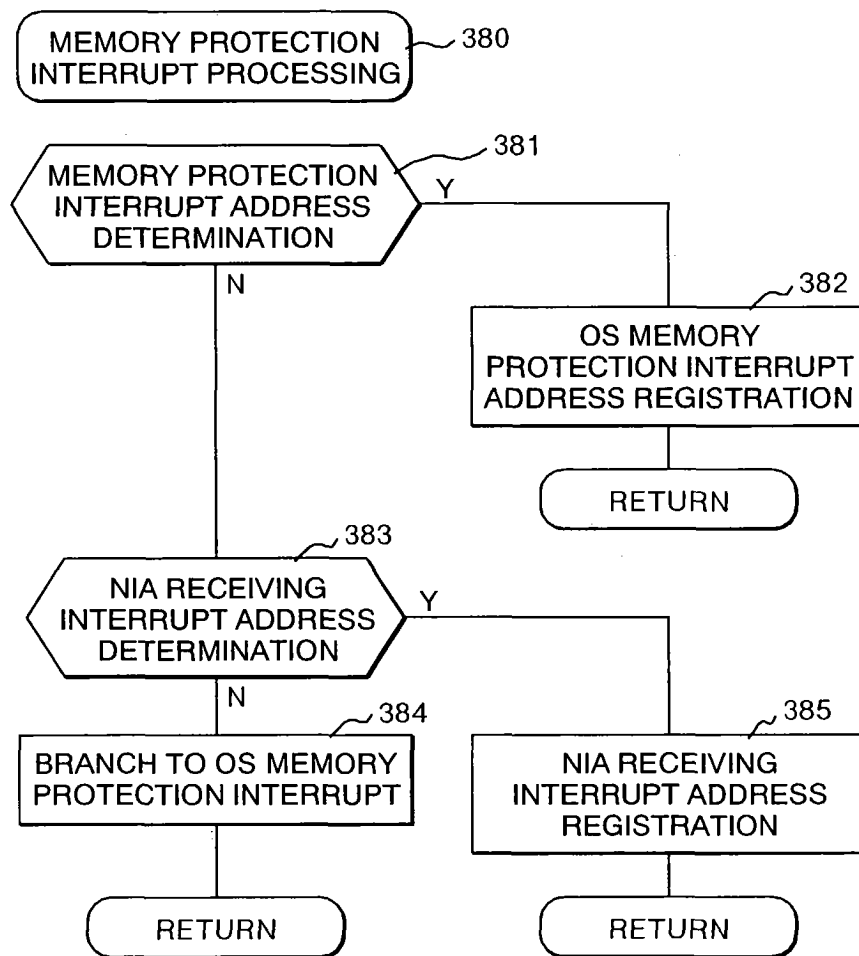 MEMORY PROTECTION
INTERRUPT PROCESSING
380
381
MEMORY PROTECTION
INTERRUPT ADDRESS
DETERMINATION
Y
N
382
OS MEMORY
PROTECTION INTERRUPT
ADDRESS REGISTRATION
RETURN
383
NIA RECEIVING
INTERRUPT ADDRESS
DETERMINATION
Y
N
384
BRANCH TO OS MEMORY
PROTECTION INTERRUPT
385
NIA RECEIVING
INTERRUPT ADDRESS
REGISTRATION
RETURN
RETURN